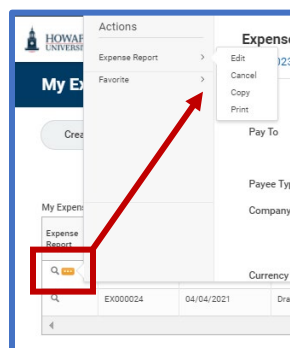 HOWAR
UNIVERSI
My Ex
Crea
My Expens
Expense
Report
Actions
Expense Report >
Favorite >
Edit
Cancel
Copy
Print
Expense
023
Pay To
Payee Typ
Company
Currency
EX000024 04/04/2021 Dra